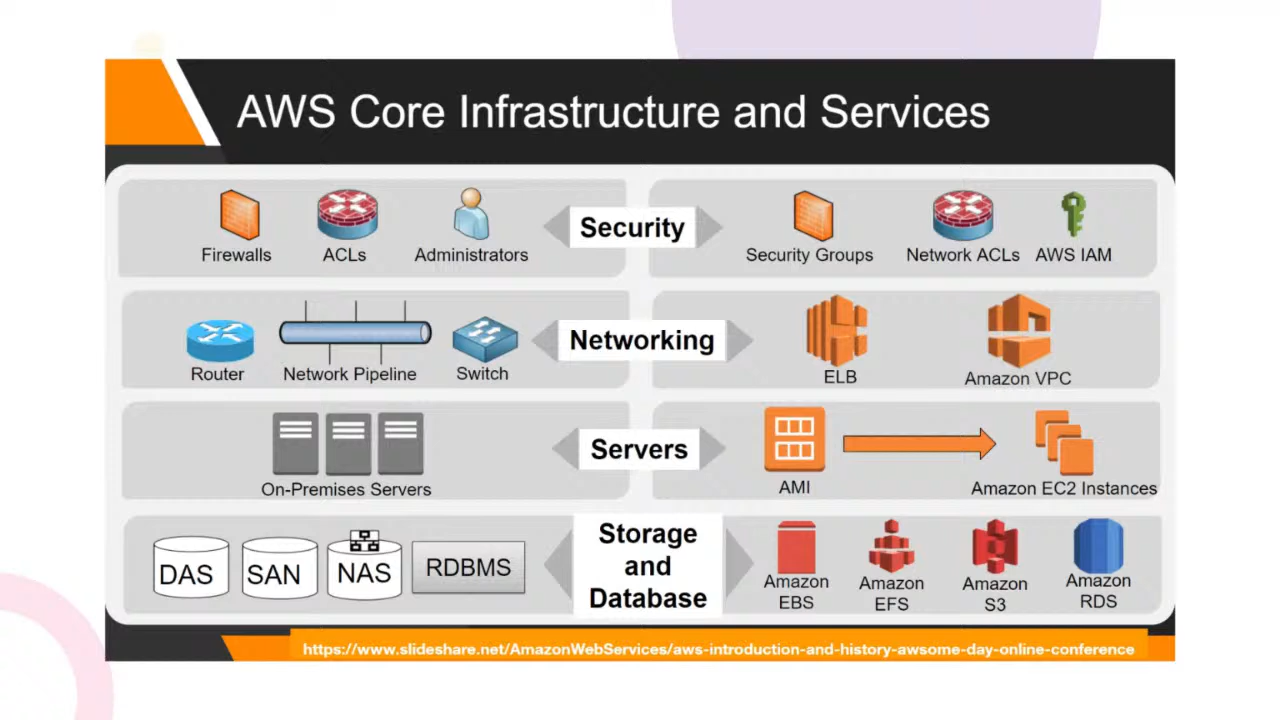 AWS Core Infrastructure and Services
Firewalls
ACLs
Administrators
Security
Security Groups
Network ACLs
AWS IAM
Router
Network Pipeline
Switch
Networking
ELB
Amazon VPC
On-Premises Servers
Servers
AMI
Amazon EC2 Instances
DAS
SAN
NAS
RDBMS
Storage
and
Database
Amazon
EBS
Amazon
EFS
Amazon
S3
Amazon
RDS
https://www.slideshare.net/AmazonWebServices/aws-introduction-and-history-awsome-day-online-conference